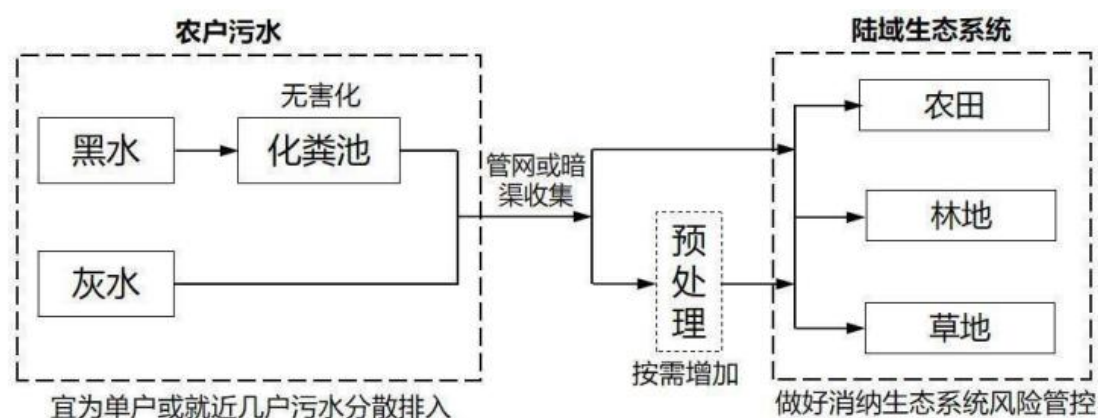 农户污水
陆域生态系统
无害化
黑水
化粪池
灰水
管网或暗
渠收集
预
处
理
按需增加
农田
林地
草地
宜为单户或就近几户污水分散排入
做好消纳生态系统风险管控